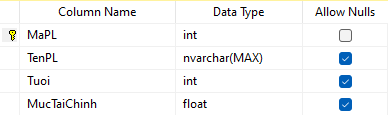 Column Name Data Type Allow Nulls
MaPL int
TenPL nvarchar(MAX)
Tuoi int
MucTaiChinh float